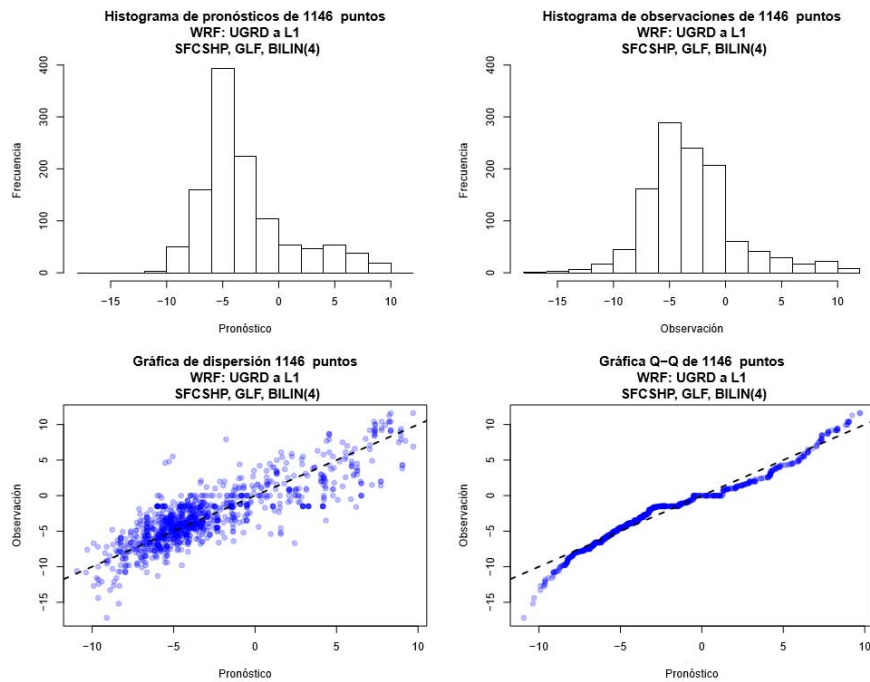 Histograma de pronósticos de 1146 puntos
WRF: UGRD a L1
SFCSHP, GLF, BILIN(4)
Frecuencia
400
300
200
100
0
−15
−10
−5
0
5
10
Pronóstico
Histograma de observaciones de 1146 puntos
WRF: UGRD a L1
SFCSHP, GLF, BILIN(4)
Frecuencia
400
300
200
100
0
−15
−10
−5
0
5
10
Observación
Gráfica de dispersión 1146 puntos
WRF: UGRD a L1
SFCSHP, GLF, BILIN(4)
Observación
10
5
0
−5
−10
−15
−10
−5
0
5
10
Pronóstico
Gráfica Q−Q de 1146 puntos
WRF: UGRD a L1
SFCSHP, GLF, BILIN(4)
Observación
10
5
0
−5
−10
−15
−10
−5
0
5
10
Pronóstico